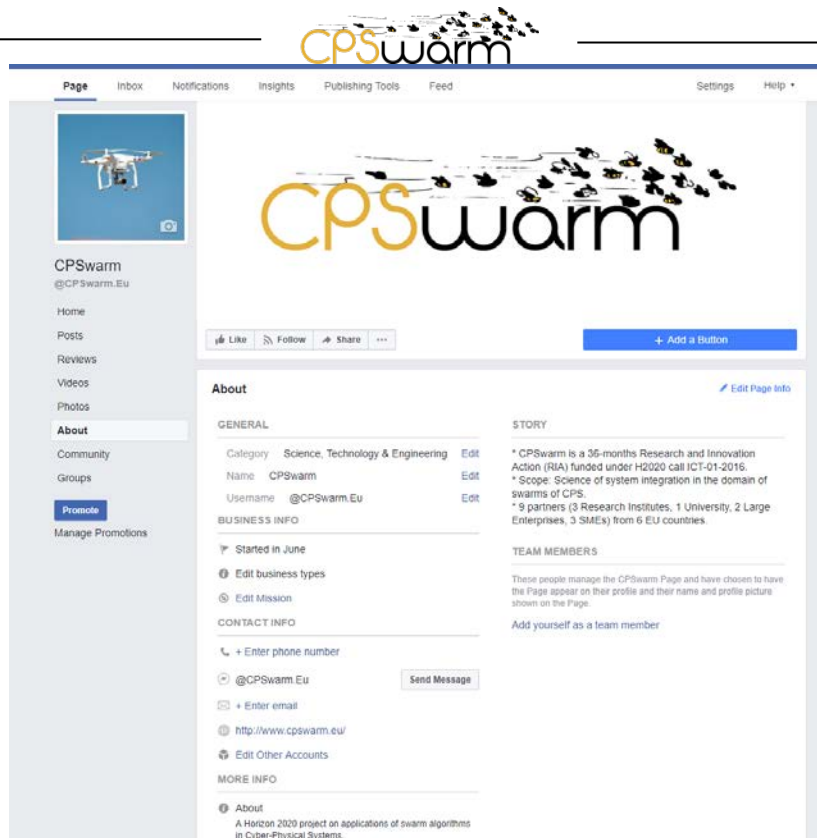 CPSwarm
Page Inbox Notifications Insights Publishing Tools Feed Settings Help
CPSwarm
CPSwarm
@CPSwarm.Eu
Home
Posts
Reviews
Videos
Photos
About
Community
Groups
Promote
Manage Promotions
Like Follow Share ...
+ Add a Button
About
Edit Page Info
GENERAL
Category Science, Technology & Engineering Edit
Name CPSwarm Edit
Username @CPSwarm.Eu Edit
BUSINESS INFO
Started in June
Edit business types
Edit Mission
CONTACT INFO
+ Enter phone number
@CPSwarm.Eu Send Message
+ Enter email
http://www.cpswarm.eu/
Edit Other Accounts
MORE INFO
About
A Horizon 2020 project on applications of swarm algorithms
in Cyber-Physical Systems.
STORY
* CPSwarm is a 36-months Research and Innovation
Action (RIA) funded under H2020 call ICT-01-2016.
* Scope: Science of system integration in the domain of
swarms of CPS.
* 9 partners (3 Research Institutes, 1 University, 2 Large
Enterprises, 3 SMEs) from 6 EU countries.
TEAM MEMBERS
These people manage the CPSwarm Page and have chosen to have
the Page appear on their profile and their name and profile picture
shown on the Page.
Add yourself as a team member